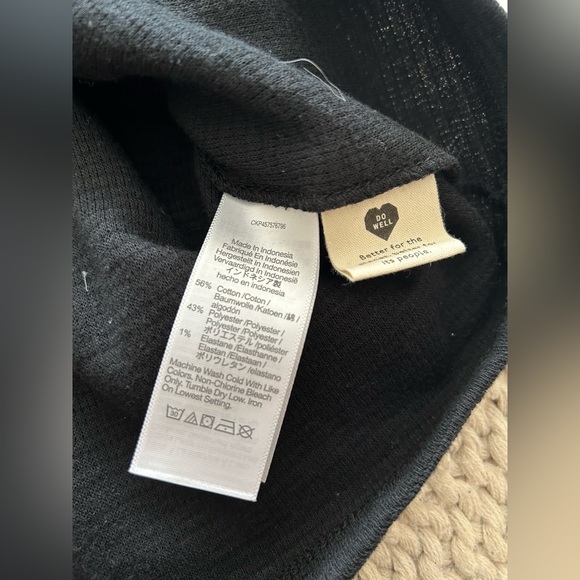 CKP457576795
Made In Indonesia
Fabriqué En Indonésie
Hergestellt In Indonesien
Vervaardigd In Indonesië
インドネシア製
hecho en indonesia
56% Cotton /Coton /
Baumwolle /Katoen /綿 /
algodón
43% Polyester /Polyester /
Polyester /Polyester /
ポリエステル /poliéster
1% Elastane /Elasthanne /
Elastan /Elastaan /
ポリウレタン /elastano
Machine Wash Cold With Like
Colors. Non-Chlorine Bleach
Only. Tumble Dry Low. Iron
On Lowest Setting.
DO
WELL
Better for the
its people.